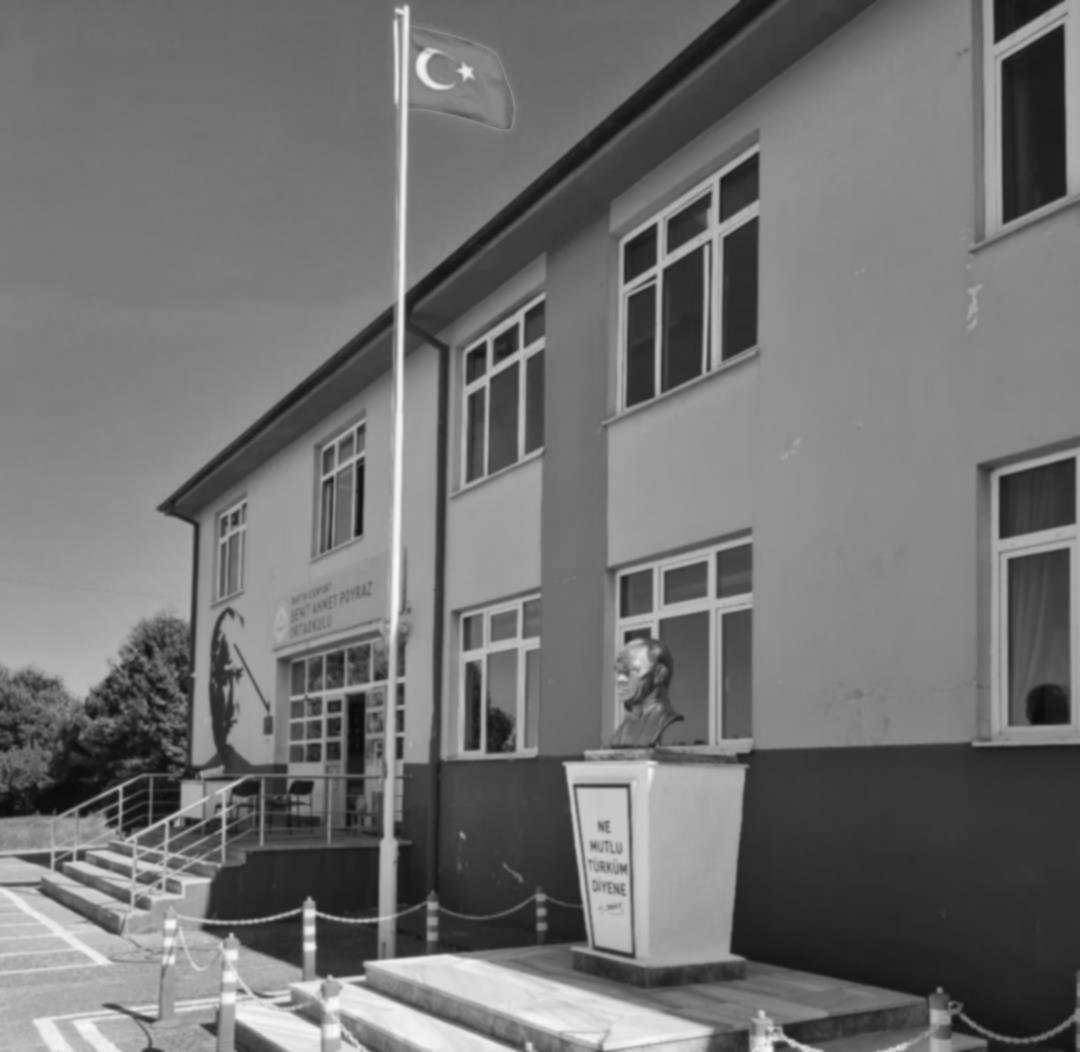 ŞEHİT AHMET POYRAZ
ORTAOKULU
NE
MUTLU
TÜRKÜM
DİYENE